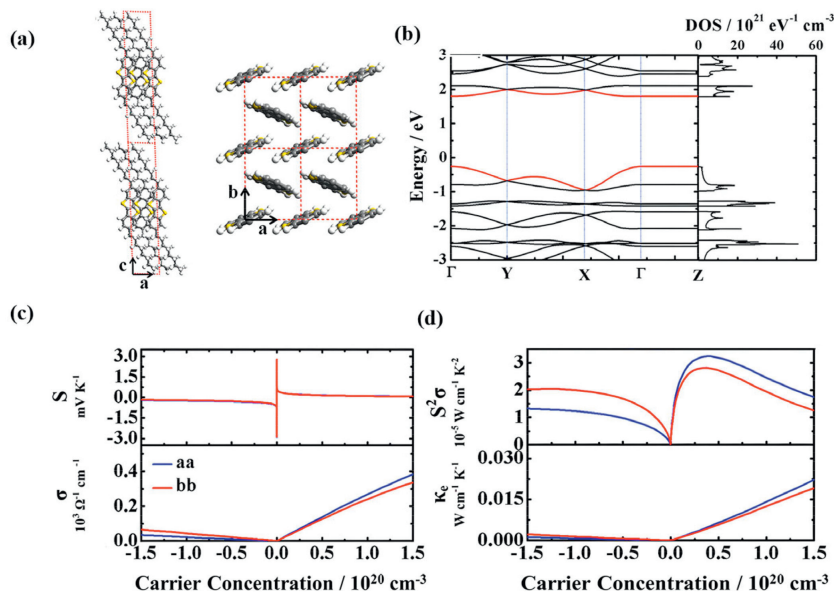 (a)
c
a
b
a
(b)
DOS / 10²¹ eV⁻¹ cm⁻³
0 20 40 60
Energy / eV
3
2
1
0
-1
-2
-3
Γ Y X Γ Z
(c)
S
mV K⁻¹
3.0
1.5
0.0
-1.5
-3.0
σ
10³ Ω⁻¹ cm⁻¹
0.4
0.2
0.0
aa
bb
-1.5 -1.0 -0.5 0.0 0.5 1.0 1.5
Carrier Concentration / 10²⁰ cm⁻³
(d)
S²σ
10⁻⁵ W cm⁻¹ K⁻²
3
2
1
0
κe
W cm⁻¹ K⁻¹
0.030
0.015
0.000
-1.5 -1.0 -0.5 0.0 0.5 1.0 1.5
Carrier Concentration / 10²⁰ cm⁻³